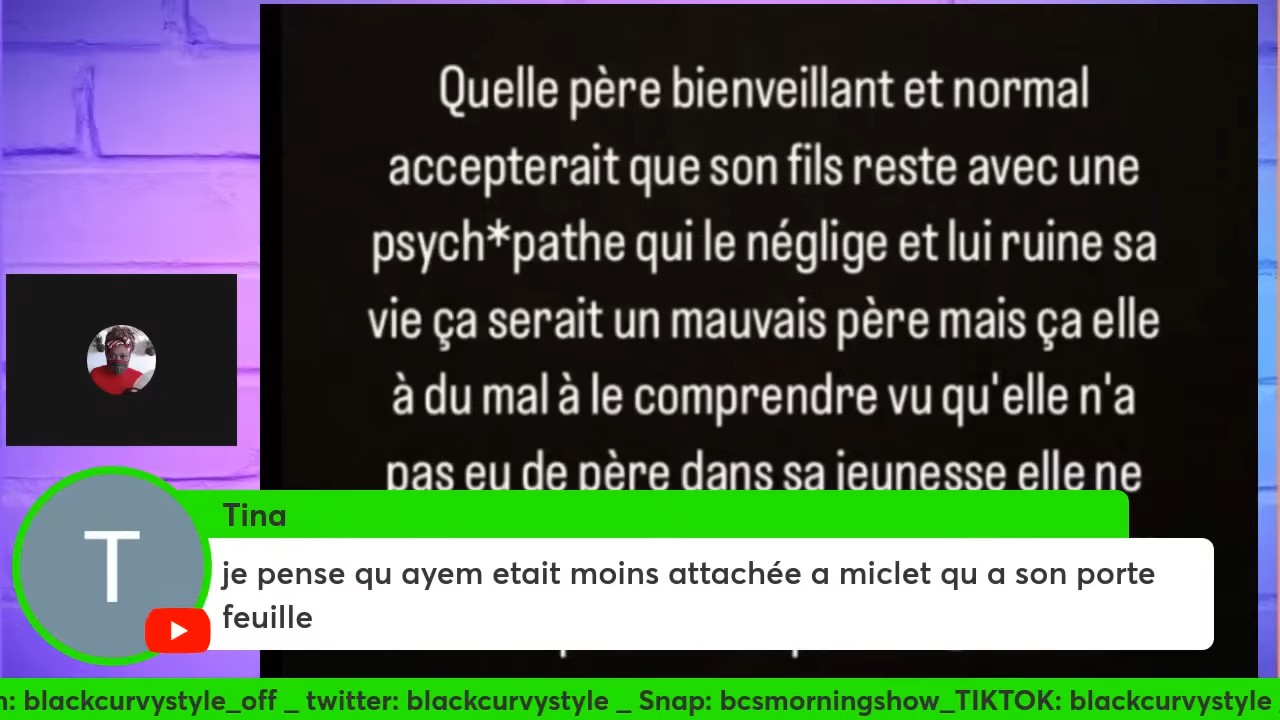 Quelle père bienveillant et normal
accepterait que son fils reste avec une
psych*pathe qui le néglige et lui ruine sa
vie ça serait un mauvais père mais ça elle
à du mal à le comprendre vu qu'elle n'a
pas eu de père dans sa jeunesse elle ne
T
Tina
je pense qu ayem etait moins attachée a miclet qu a son porte
feuille
: blackcurvystyle_off _ twitter: blackcurvystyle _ Snap: bcsmorningshow_TIKTOK: blackcurvystyle